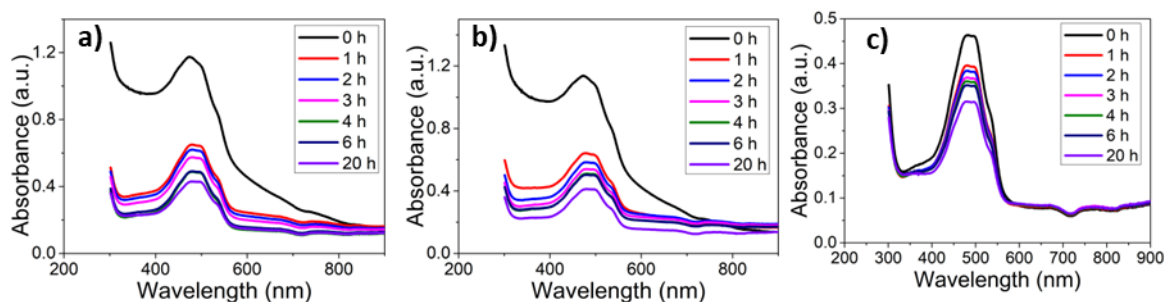 a)
0 h
1 h
2 h
3 h
4 h
6 h
20 h
Absorbance (a.u.)
1.2
0.8
0.4
0.0
200 400 600 800
Wavelength (nm)
b)
0 h
1 h
2 h
3 h
4 h
6 h
20 h
Absorbance (a.u.)
1.2
0.8
0.4
0.0
200 400 600 800
Wavelength (nm)
c)
0 h
1 h
2 h
3 h
4 h
6 h
20 h
Absorbance (a.u.)
0.5
0.4
0.3
0.2
0.1
0.0
200 300 400 500 600 700 800 900
Wavelength (nm)